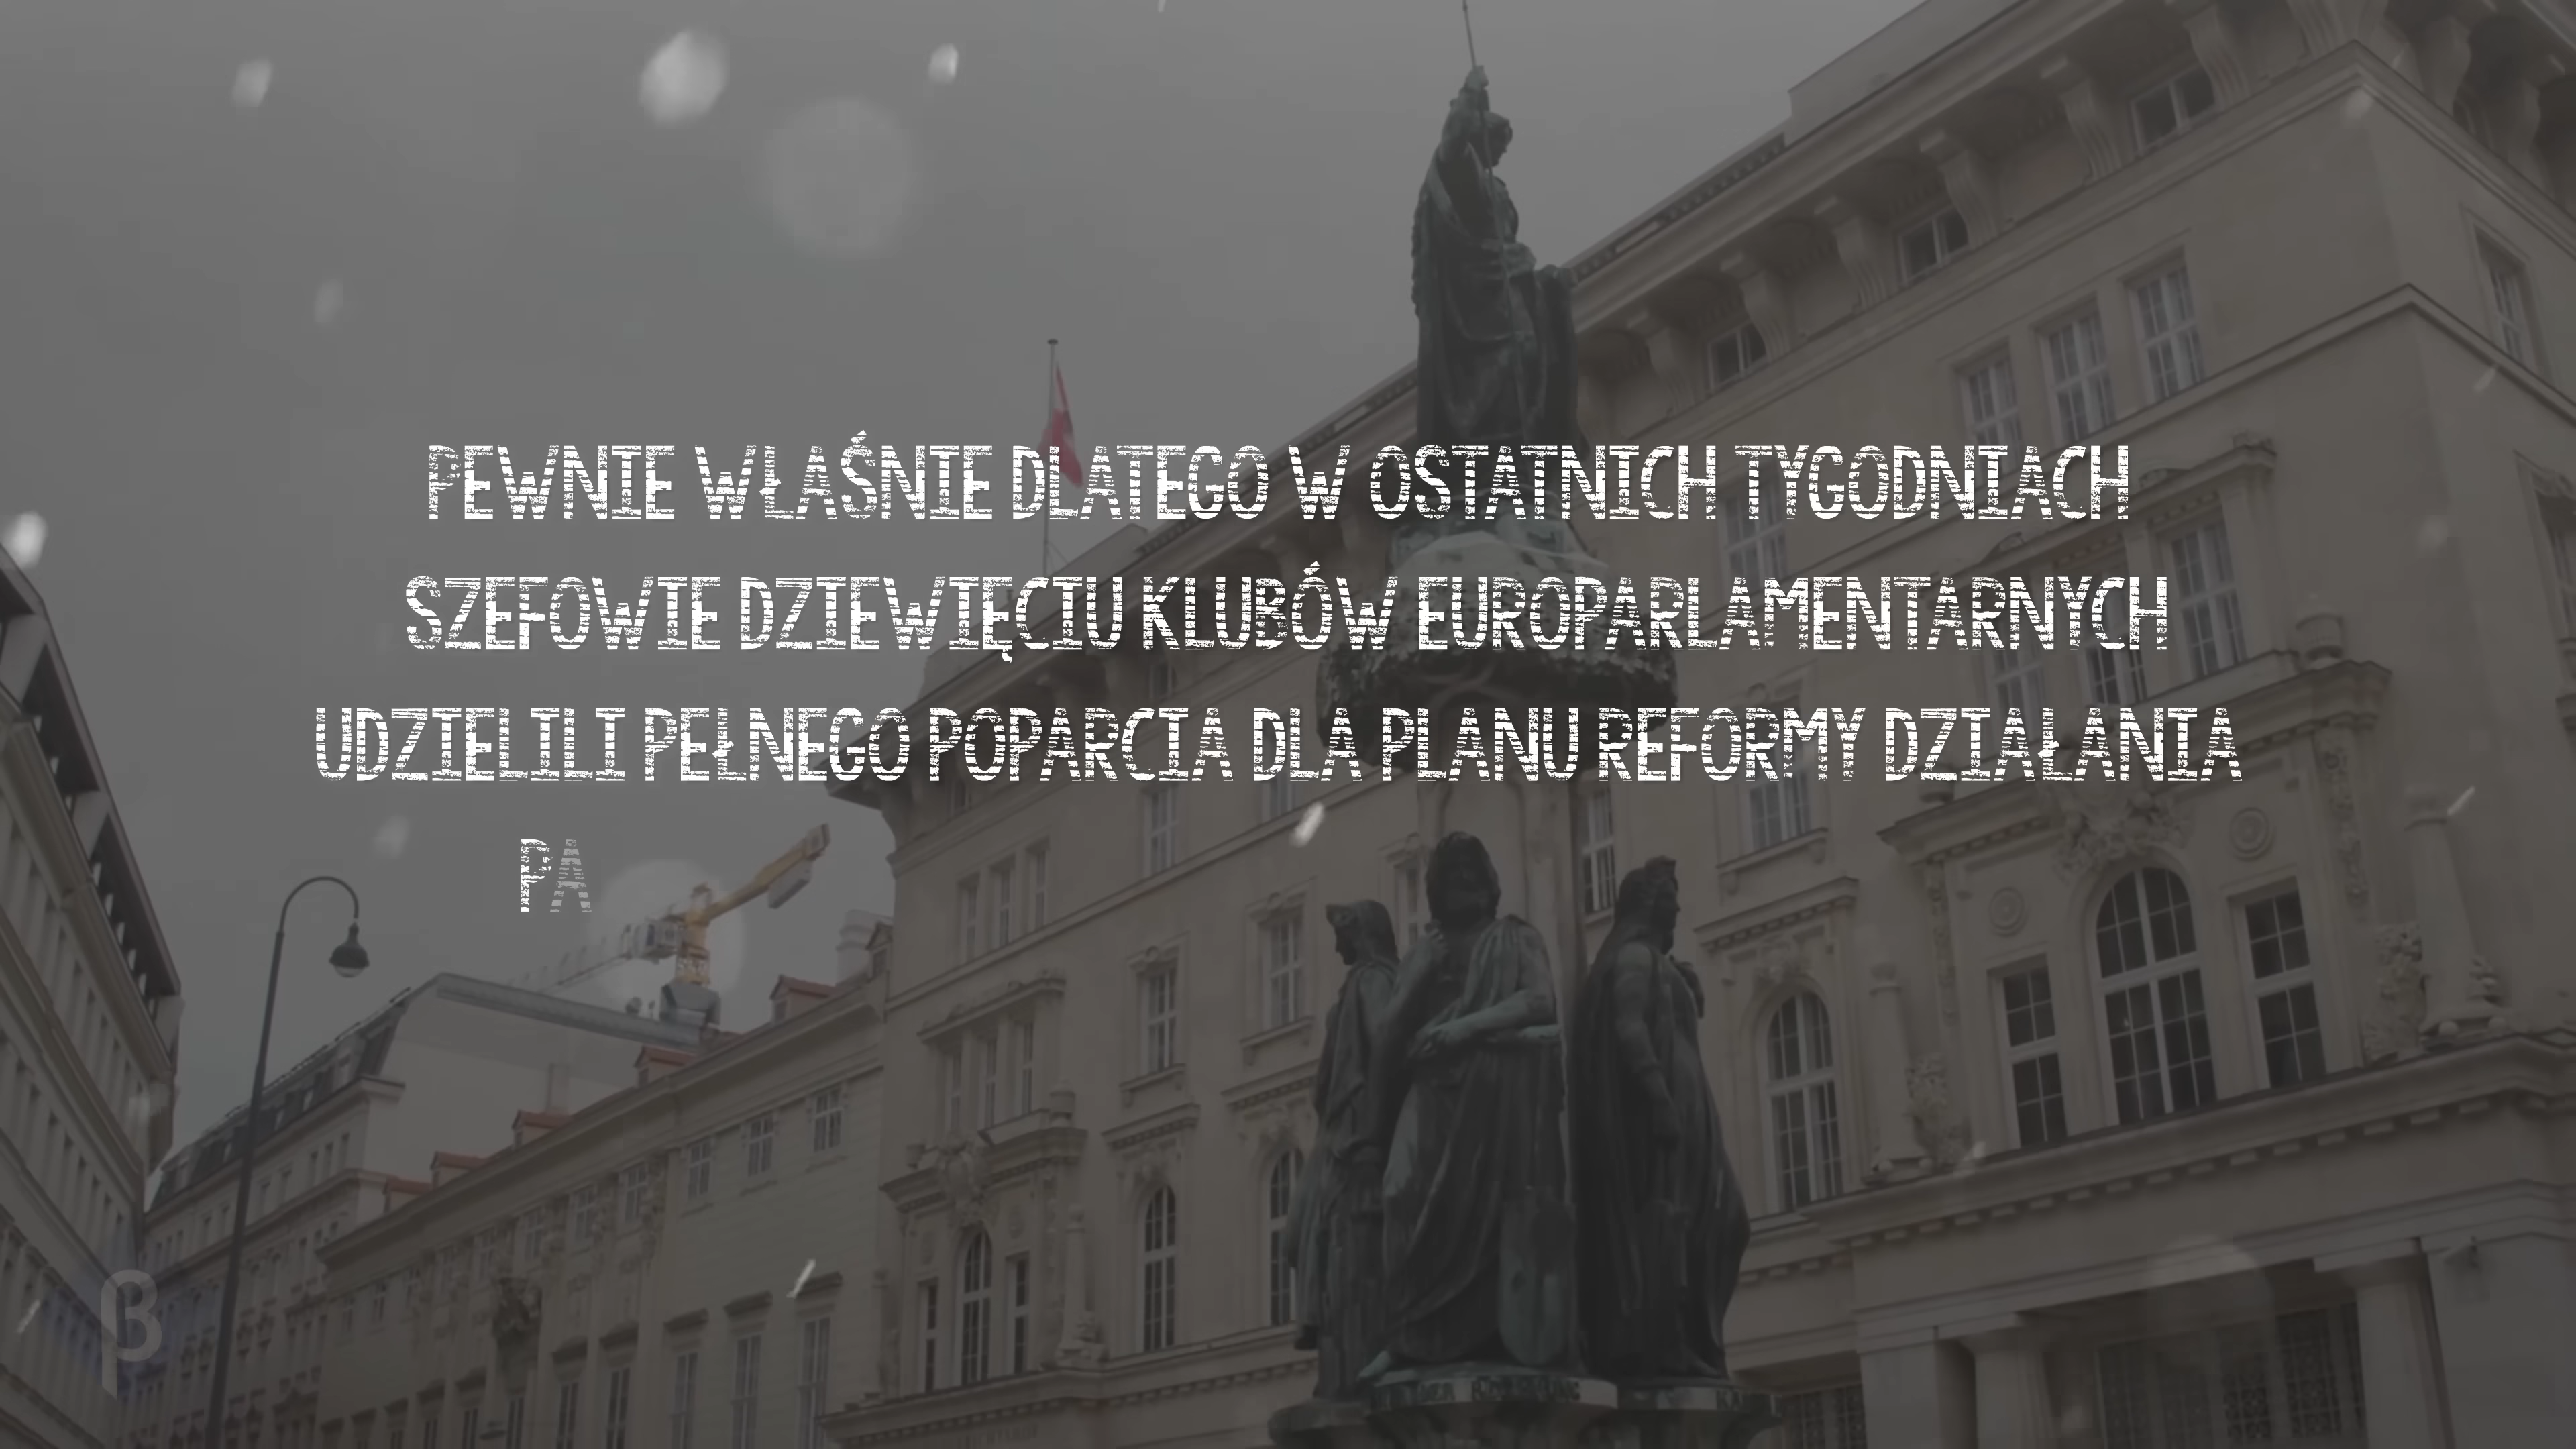 PEWNIE WŁAŚNIE DLATEGO W OSTATNICH TYGODNIACH
SZEFOWIE DZIEWIĘCIU KLUBÓW EUROPARLAMENTARNYCH
UDZIELILI PEŁNEGO POPARCIA DLA PLANU REFORMY DZIAŁANIA
PA
β